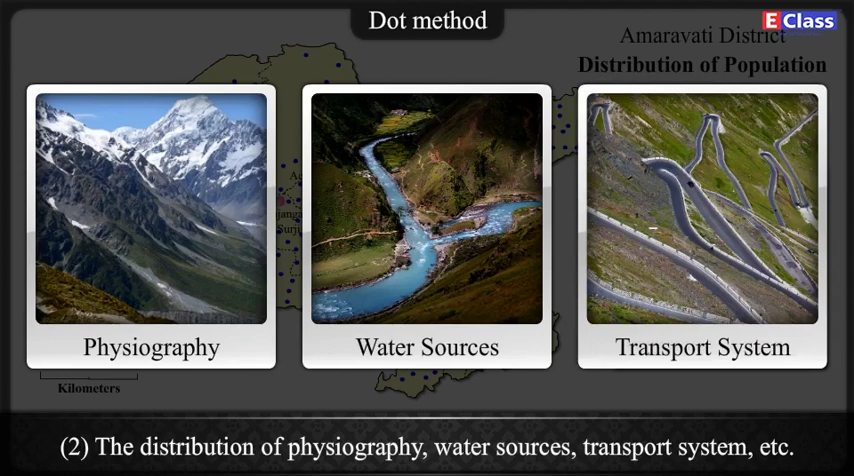 Dot method
E Class
Amaravati District
Distribution of Population
Physiography
Water Sources
Transport System
Kilometers
(2) The distribution of physiography, water sources, transport system, etc.